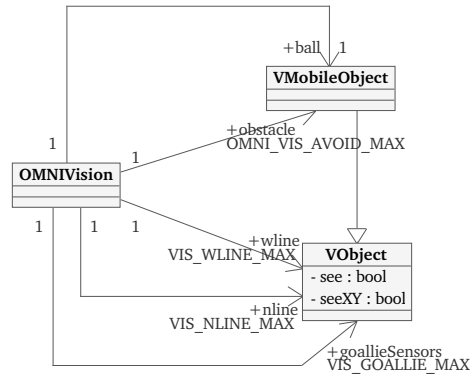 +ball 1
VMobileObject
+obstacle
OMNI_VIS_AVOID_MAX
1
1
OMNIVision
1
1
1
+wline
VIS_WLINE_MAX
VObject
- see : bool
- seeXY : bool
+nline
VIS_NLINE_MAX
+goallieSensors
VIS_GOALLIE_MAX